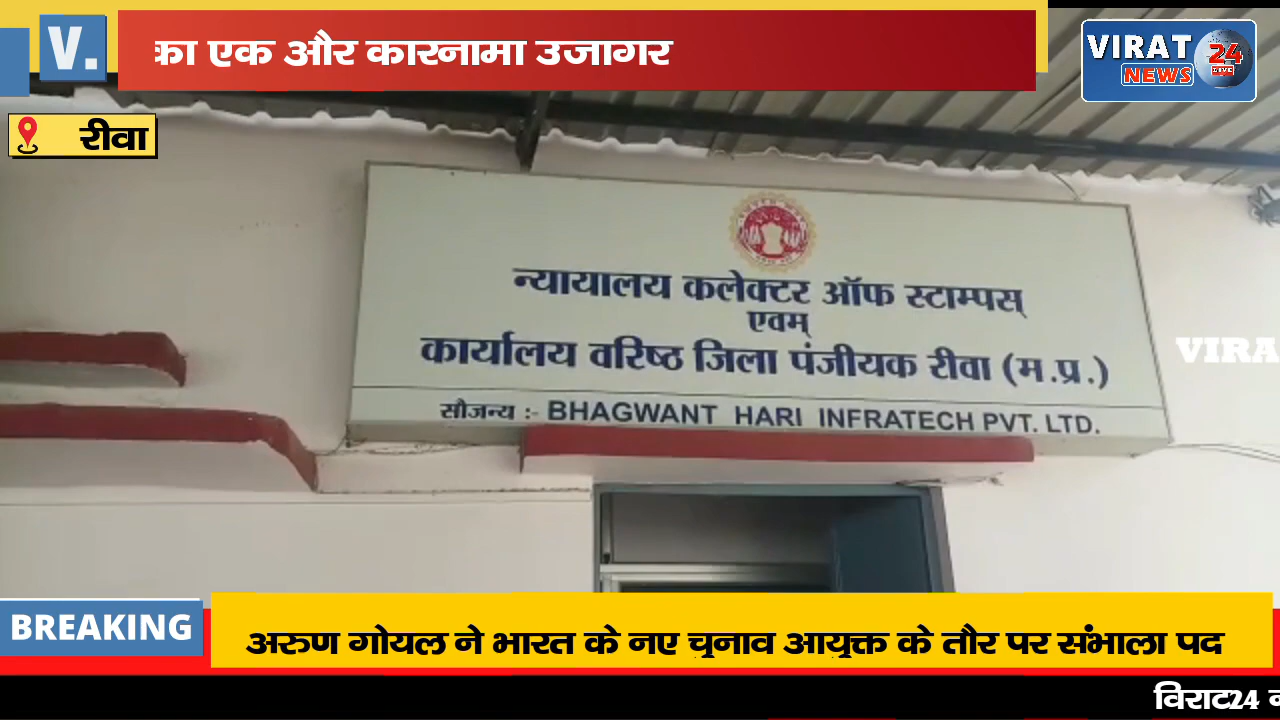 V.
का एक और कारनामा उजागर
VIRAT
NEWS
24
LIVE
रीवा
न्यायालय कलेक्टर ऑफ स्टाम्पस्
एवम्
कार्यालय वरिष्ठ जिला पंजीयक रीवा (म.प्र.)
सौजन्य :- BHAGWANT HARI INFRATECH PVT. LTD.
VIRA
BREAKING
अरुण गोयल ने भारत के नए चुनाव आयुक्त के तौर पर संभाला पद
विराट24